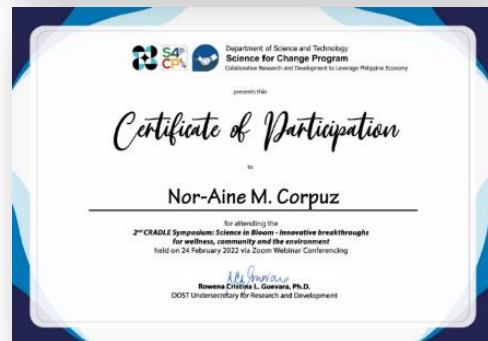 S4
CP
Department of Science and Technology
Science for Change Program
Collaborative Research and Development to Leverage Philippine Economy
presents this
Certificate of Participation
to
Nor-Aine M. Corpuz
for attending the
2nd CRADLE Symposium: Science in Bloom - Innovative breakthroughs
for wellness, community and the environment
held on 24 February 2022 via Zoom Webinar Conferencing
Rowena Cristina L. Guevara, Ph.D.
DOST Undersecretary for Research and Development